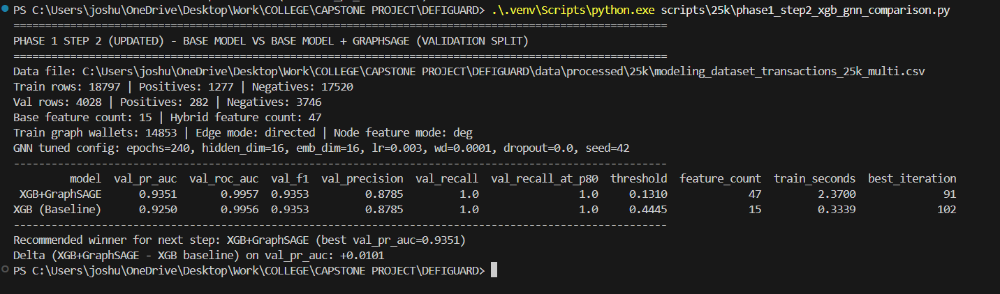 PS C:\Users\joshu\OneDrive\Desktop\Work\COLLEGE\CAPSTONE PROJECT\DEFIGUARD> .\.venv\Scripts\python.exe scripts\25k\phase1_step2_xgb_gnn_comparison.py
==============================================================================================
PHASE 1 STEP 2 (UPDATED) - BASE MODEL VS BASE MODEL + GRAPHSAGE (VALIDATION SPLIT)
==============================================================================================
Data file: C:\Users\joshu\OneDrive\Desktop\Work\COLLEGE\CAPSTONE PROJECT\DEFIGUARD\data\processed\25k\modeling_dataset_transactions_25k_multi.csv
Train rows: 18797 | Positives: 1277 | Negatives: 17520
Val rows: 4028 | Positives: 282 | Negatives: 3746
Base feature count: 15 | Hybrid feature count: 47
Train graph wallets: 14853 | Edge mode: directed | Node feature mode: deg
GNN tuned config: epochs=240, hidden_dim=16, emb_dim=16, lr=0.003, wd=0.0001, dropout=0.0, seed=42
----------------------------------------------------------------------------------------------
model val_pr_auc val_roc_auc val_f1 val_precision val_recall val_recall_at_p80 threshold feature_count train_seconds best_iteration
XGB+GraphSAGE 0.9351 0.9957 0.9353 0.8785 1.0 1.0 0.1310 47 2.3700 91
XGB (Baseline) 0.9250 0.9956 0.9353 0.8785 1.0 1.0 0.4445 15 0.3339 102
----------------------------------------------------------------------------------------------
Recommended winner for next step: XGB+GraphSAGE (best val_pr_auc=0.9351)
Delta (XGB+GraphSAGE - XGB baseline) on val_pr_auc: +0.0101
PS C:\Users\joshu\OneDrive\Desktop\Work\COLLEGE\CAPSTONE PROJECT\DEFIGUARD>